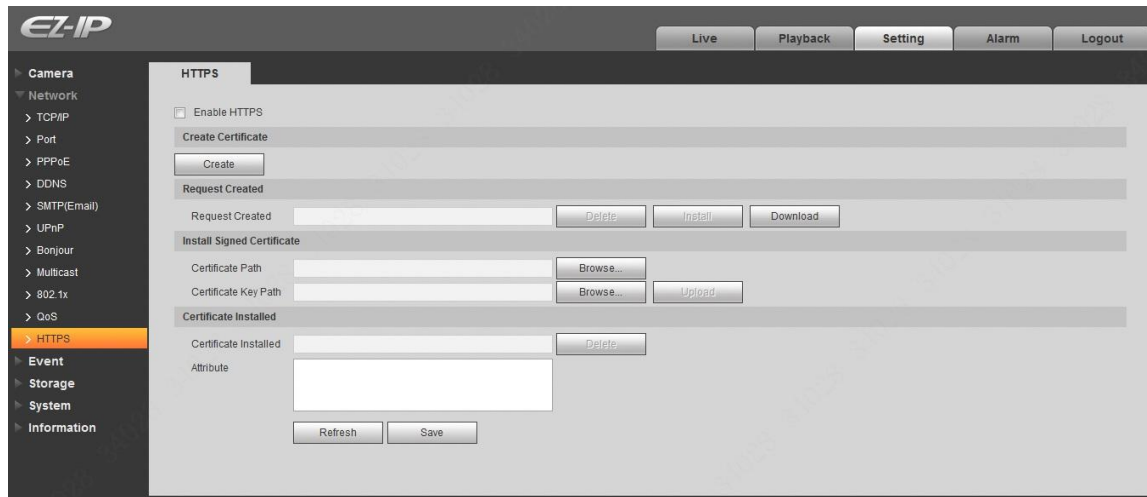 EZ-IP
Live Playback Setting Alarm Logout
Camera
Network
TCP/IP
Port
PPPoE
DDNS
SMTP(Email)
UPnP
Bonjour
Multicast
802.1x
QoS
HTTPS
Event
Storage
System
Information
HTTPS
Enable HTTPS
Create Certificate
Create
Request Created
Request Created Delete Install Download
Install Signed Certificate
Certificate Path Browse...
Certificate Key Path Browse... Upload
Certificate Installed
Certificate Installed Delete
Attribute
Refresh Save